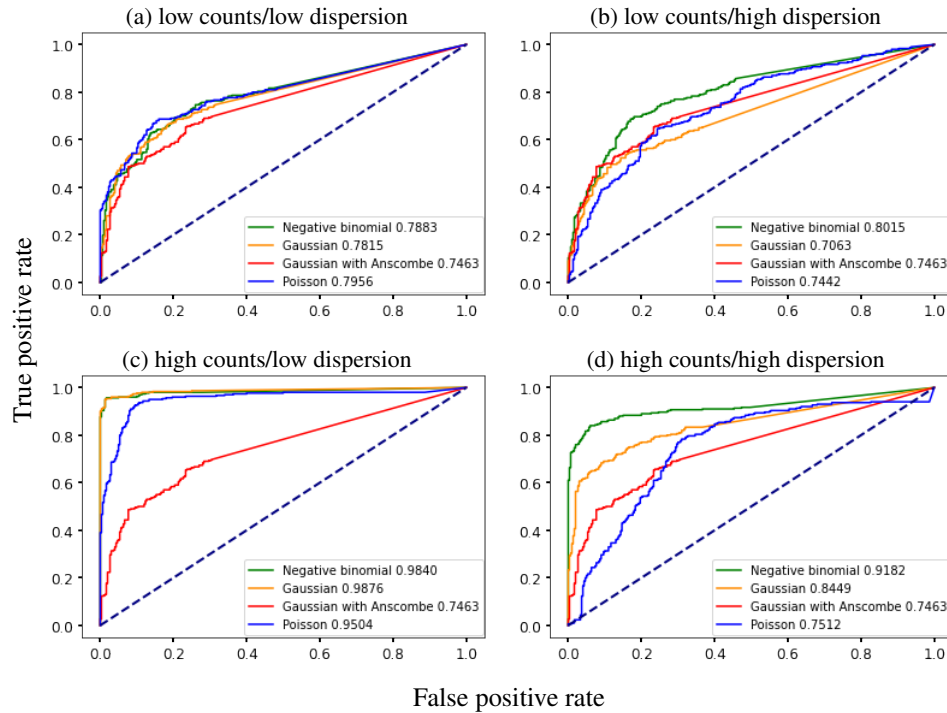 (a) low counts/low dispersion
(b) low counts/high dispersion
1.0
0.8
0.6
0.4
0.2
0.0
Negative binomial 0.7883
Gaussian 0.7815
Gaussian with Anscombe 0.7463
Poisson 0.7956
0.0 0.2 0.4 0.6 0.8 1.0
1.0
0.8
0.6
0.4
0.2
0.0
Negative binomial 0.8015
Gaussian 0.7063
Gaussian with Anscombe 0.7463
Poisson 0.7442
0.0 0.2 0.4 0.6 0.8 1.0
True positive rate
(c) high counts/low dispersion
(d) high counts/high dispersion
1.0
0.8
0.6
0.4
0.2
0.0
Negative binomial 0.9840
Gaussian 0.9876
Gaussian with Anscombe 0.7463
Poisson 0.9504
0.0 0.2 0.4 0.6 0.8 1.0
1.0
0.8
0.6
0.4
0.2
0.0
Negative binomial 0.9182
Gaussian 0.8449
Gaussian with Anscombe 0.7463
Poisson 0.7512
0.0 0.2 0.4 0.6 0.8 1.0
False positive rate